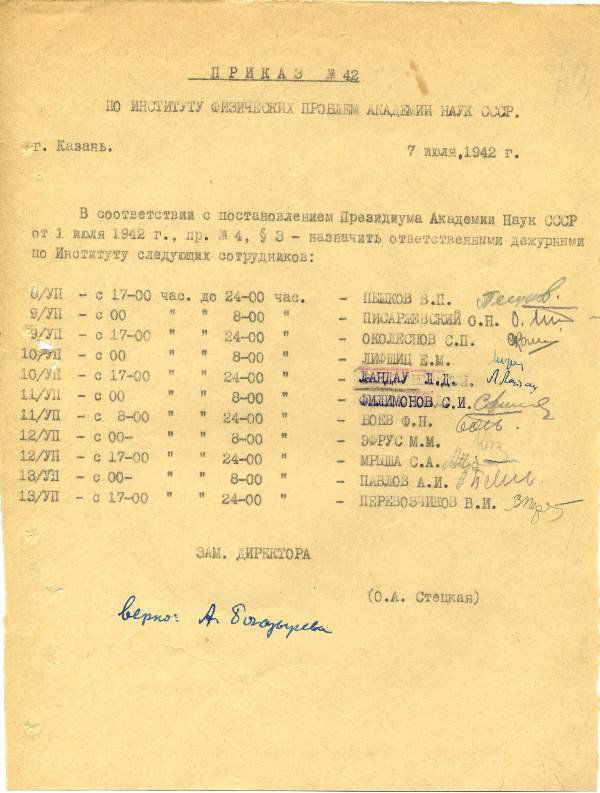 ПРИКАЗ № 42
ПО ИНСТИТУТУ ФИЗИЧЕСКИХ ПРОБЛЕМ АКАДЕМИИ НАУК СССР.
г. Казань. 7 июля,1942 г.
В соответствии с постановлением Президиума Академии Наук СССР
от 1 июля 1942 г., пр. № 4, § 3 - назначить ответственными дежурными
по Институту следующих сотрудников:
8/УП - с 17-00 час. до 24-00 час. - ПЕШКОВ В.П.
9/УП - с 00 " " 8-00 " - ПИСАРЖЕВСКИЙ О.Н.
9/УП - с 17-00 " " 24-00 " - ОКОЛЕСНОВ С.П.
10/УП - с 00 " " 8-00 " - ЛИФШИЦ Е.М.
10/УП - с 17-00 " " 24-00 " - ЛАНДАУ Л.Д. Л.Ландау
11/УП - с 00 " " 8-00 " - ФИЛИМОНОВ С.И.
11/УП - с 8-00 " " 24-00 " - БОЕВ Ф.Н.
12/УП - с 00- " " 8-00 " - ЭФРУС М.М.
12/УП - с 17-00 " " 24-00 " - МРЫША С.А.
13/УП - с 00- " " 8-00 " - ПАВЛОВ А.И.
13/УП - с 17-00 " " 24-00 " - ПЕРЕВОЗЧИКОВ В.И.
ЗАМ. ДИРЕКТОРА
(О.А. Стецкая)
верно: А. Богатырева